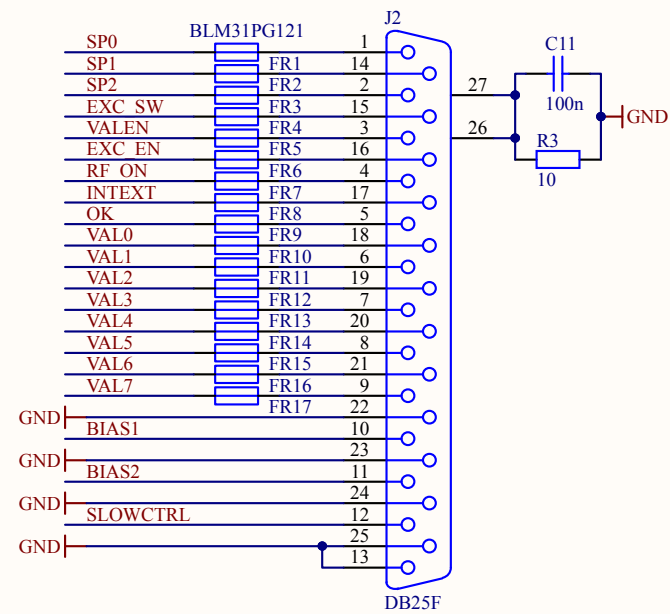 J2
BLM31PG121
SP0 1
FR1
SP1 14
FR2
SP2 2
FR3
EXC_SW 15
FR4
VALEN 3
FR5
EXC_EN 16
FR6
RF_ON 4
FR7
INTEXT 17
FR8
OK 5
FR9
VAL0 18
FR10
VAL1 6
FR11
VAL2 19
FR12
VAL3 7
FR13
VAL4 20
FR14
VAL5 8
FR15
VAL6 21
FR16
VAL7 9
FR17
GND 22
BIAS1 10
GND 23
BIAS2 11
GND 24
SLOWCTRL 12
GND 25
13
DB25F
27
26
C11
100n
GND
R3
10